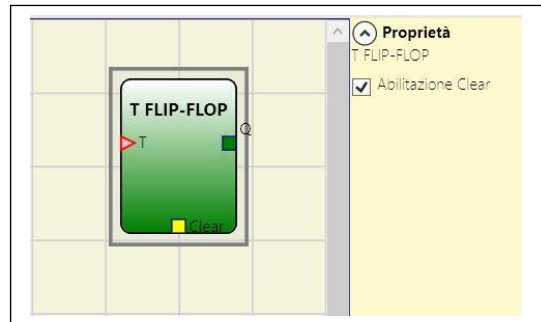 T FLIP-FLOP
T
Q
Clear
Proprietà
T FLIP-FLOP
Abilitazione Clear